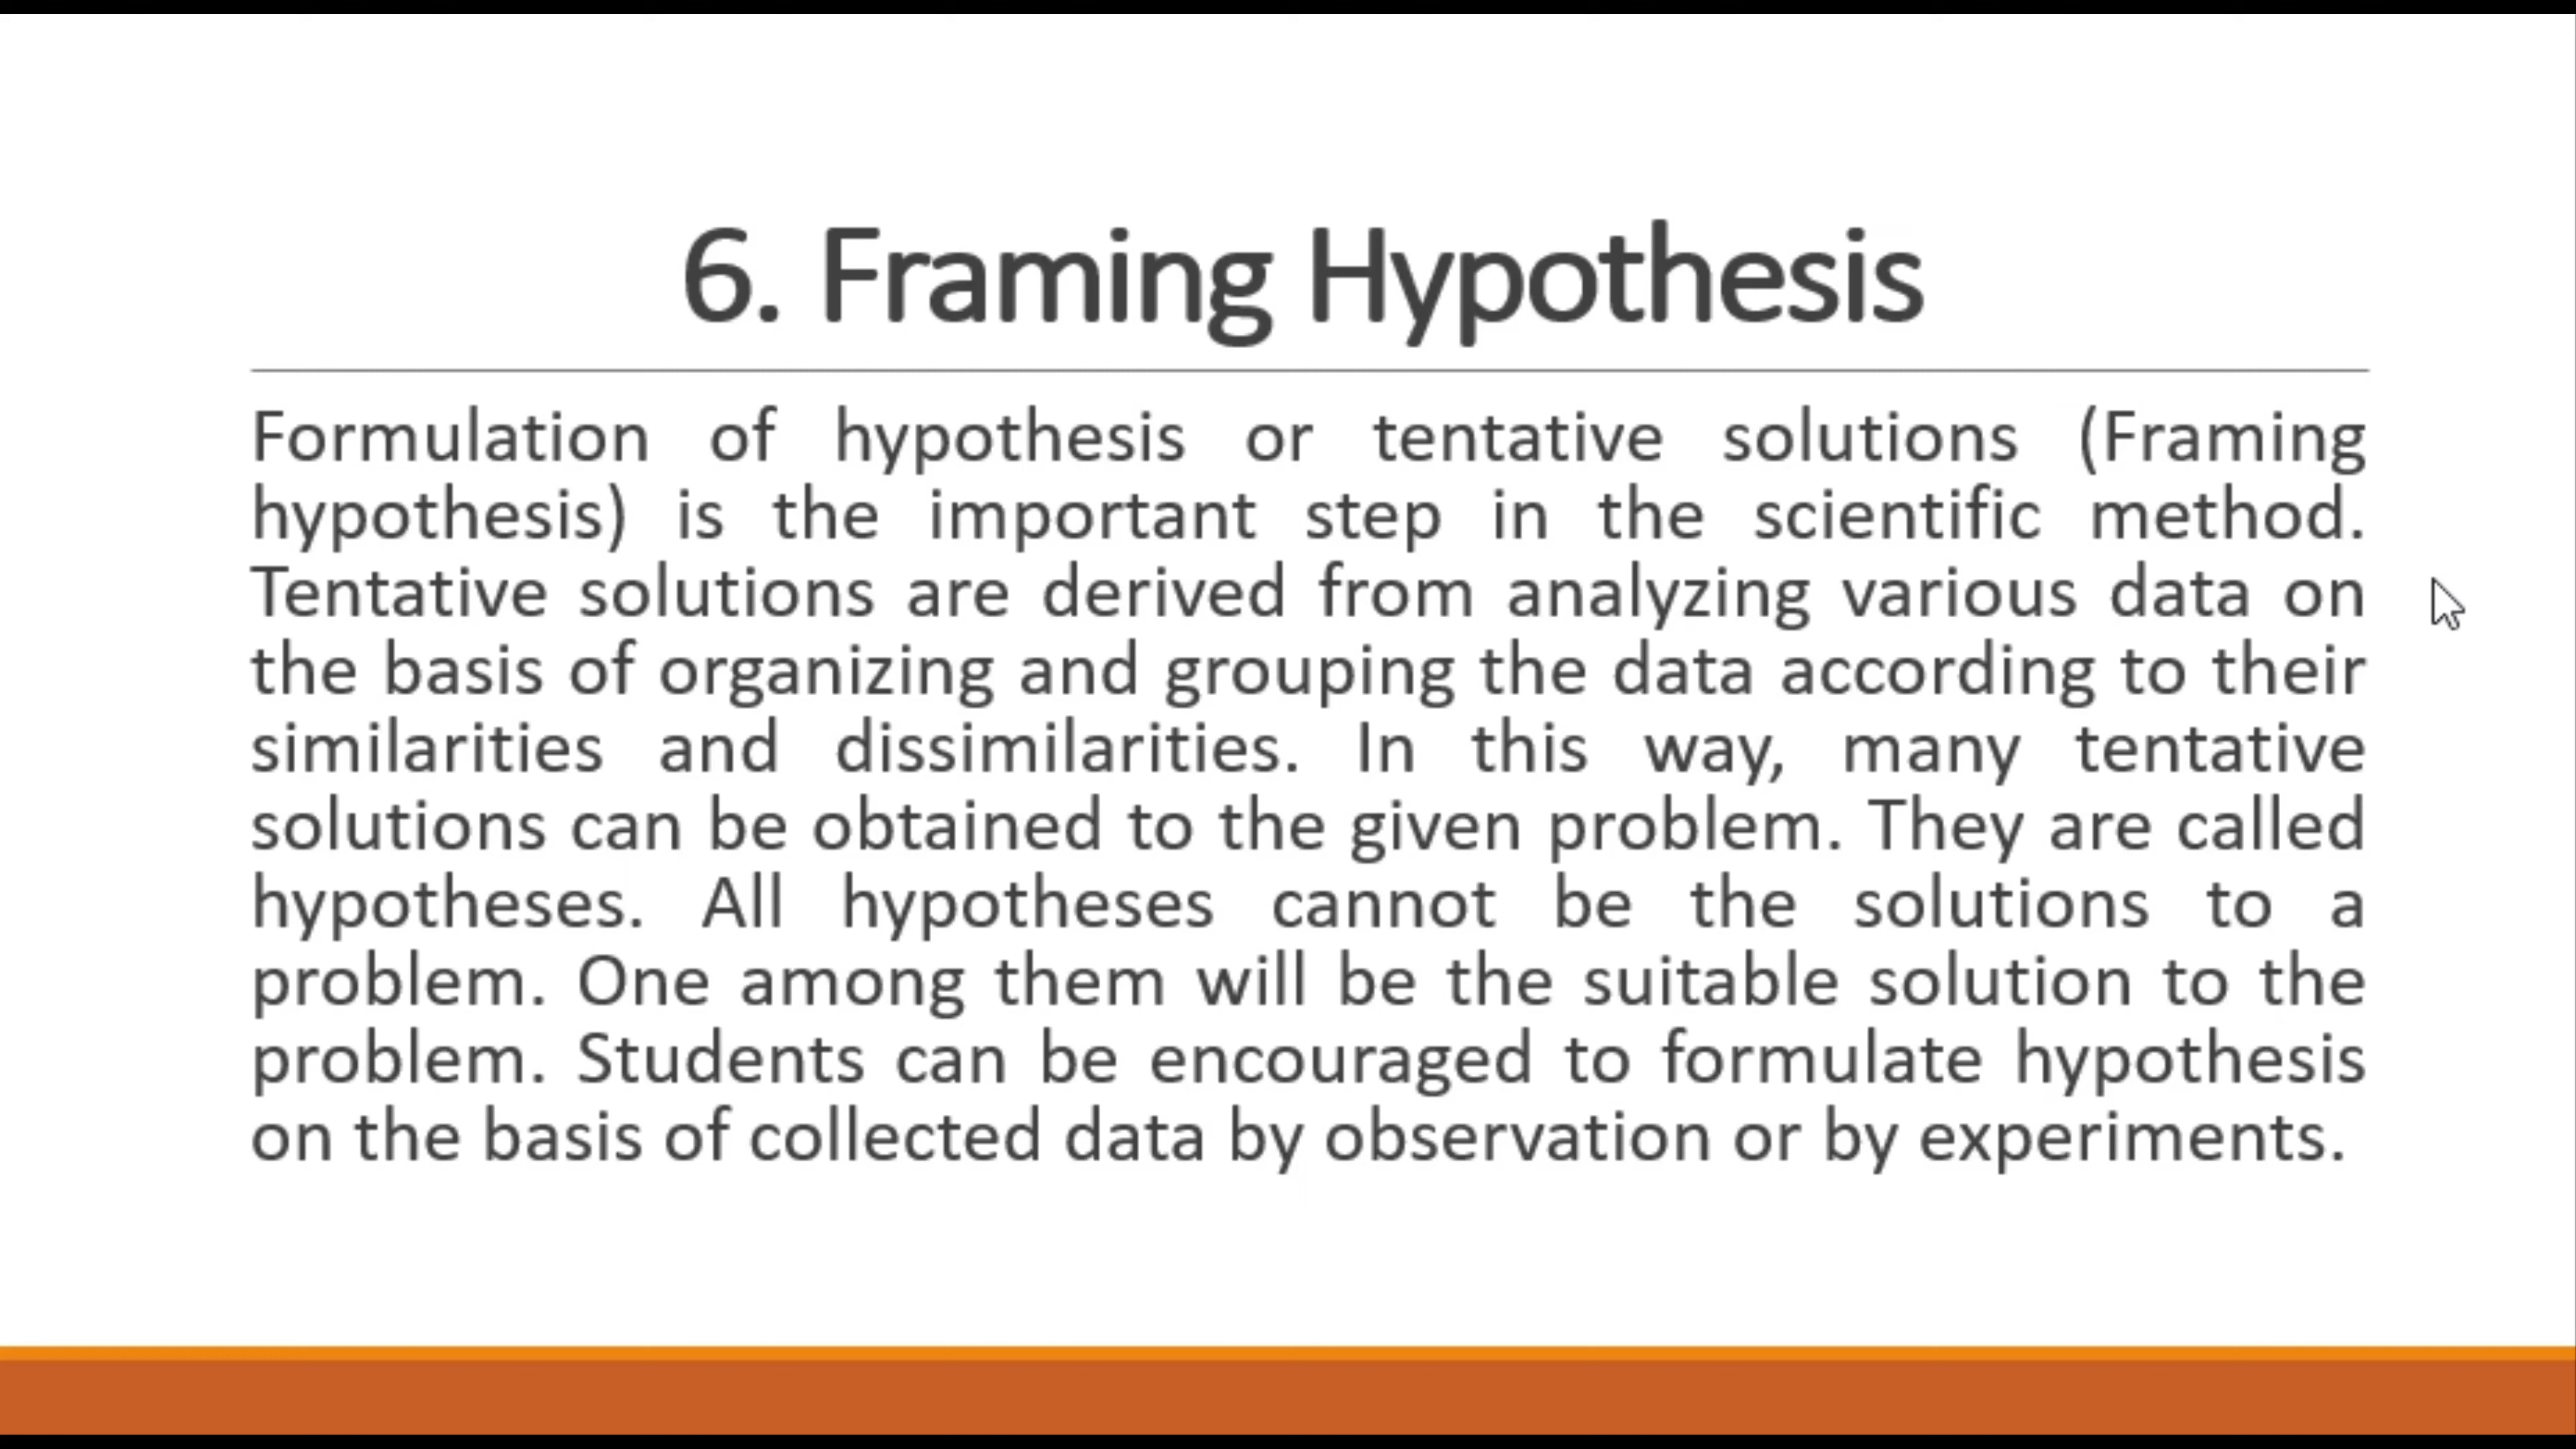 6. Framing Hypothesis
Formulation of hypothesis or tentative solutions (Framing
hypothesis) is the important step in the scientific method.
Tentative solutions are derived from analyzing various data on
the basis of organizing and grouping the data according to their
similarities and dissimilarities. In this way, many tentative
solutions can be obtained to the given problem. They are called
hypotheses. All hypotheses cannot be the solutions to a
problem. One among them will be the suitable solution to the
problem. Students can be encouraged to formulate hypothesis
on the basis of collected data by observation or by experiments.